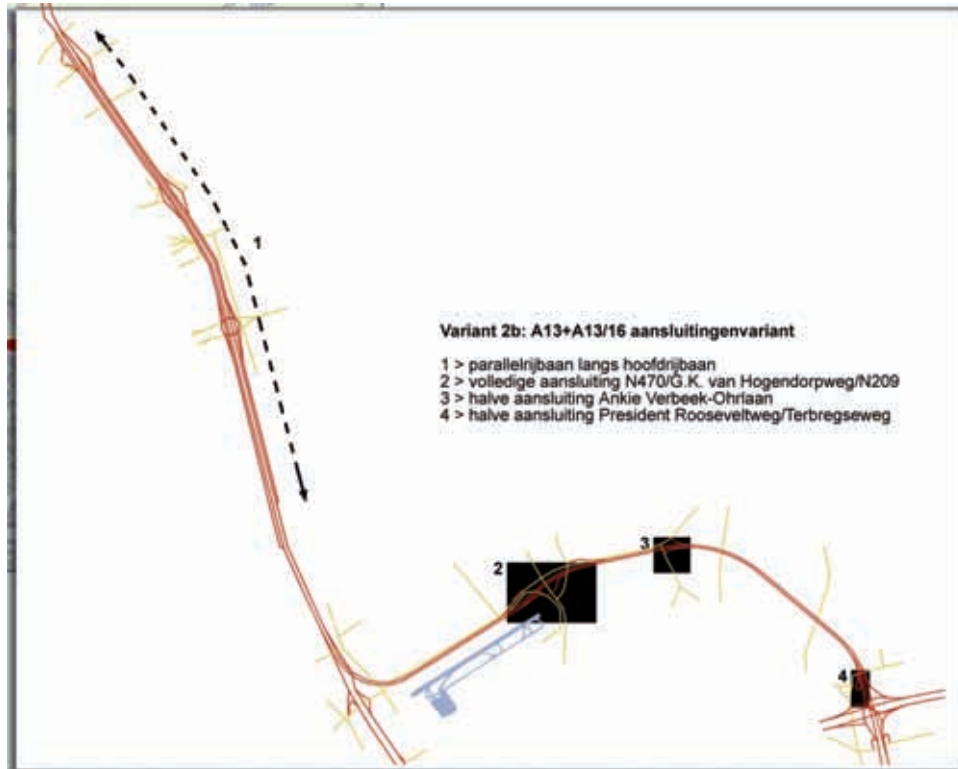 1
Variant 2b: A13+A13/16 aansluitingenvariant
1 > parallelrijbaan langs hoofdrijbaan
2 > volledige aansluiting N470/G.K. van Hogendorpweg/N209
3 > halve aansluiting Ankie Verbeek-Ohrlaan
4 > halve aansluiting President Rooseveltweg/Terbregseweg
3
2
4